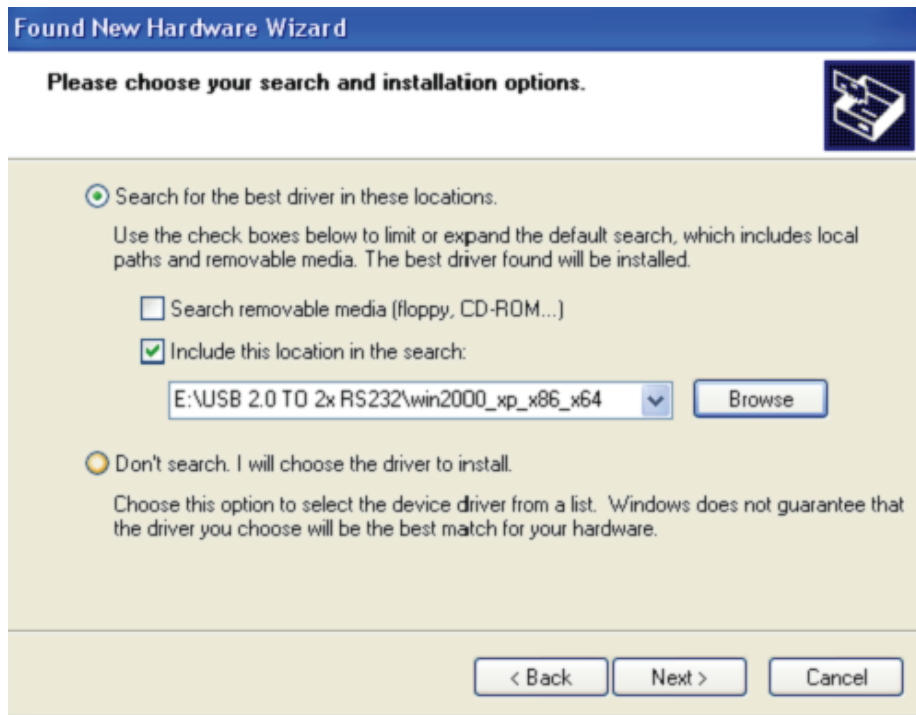 Found New Hardware Wizard
Please choose your search and installation options.
Search for the best driver in these locations.
Use the check boxes below to limit or expand the default search, which includes local
paths and removable media. The best driver found will be installed.
Search removable media (floppy, CD-ROM...)
Include this location in the search:
E:\USB 2.0 TO 2x RS232\win2000_xp_x86_x64
Browse
Don't search. I will choose the driver to install.
Choose this option to select the device driver from a list. Windows does not guarantee that
the driver you choose will be the best match for your hardware.
< Back
Next >
Cancel